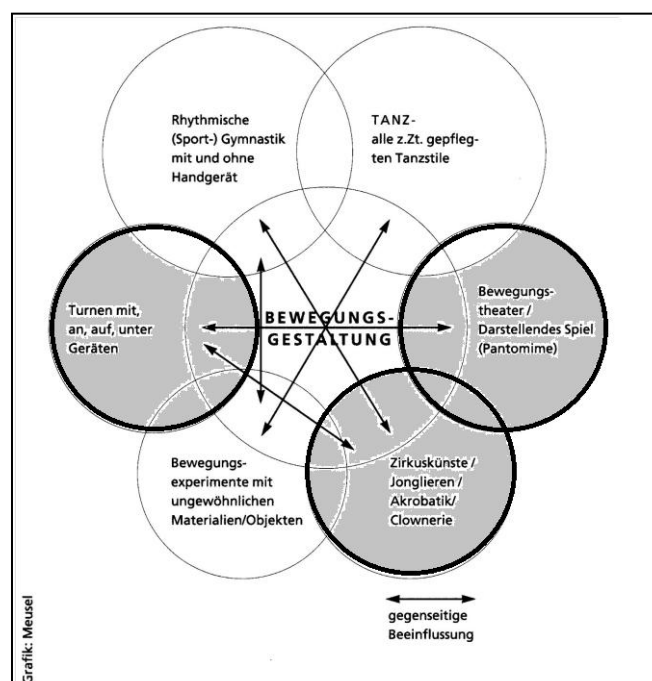 Rhythmische
(Sport-) Gymnastik
mit und ohne
Handgerät
TANZ-
alle z.Zt. gepfleg-
ten Tanzstile
Turnen mit,
an, auf, unter
Geräten
BEWEGUNGS-
GESTALTUNG
Bewegungs-
theater /
Darstellendes Spiel
(Pantomime)
Bewegungs-
experimente mit
ungewöhnlichen
Materialien/Objekten
Zirkuskünste /
Jonglieren /
Akrobatik/
Clownerie
gegenseitige
Beeinflussung
Grafik: Meusel